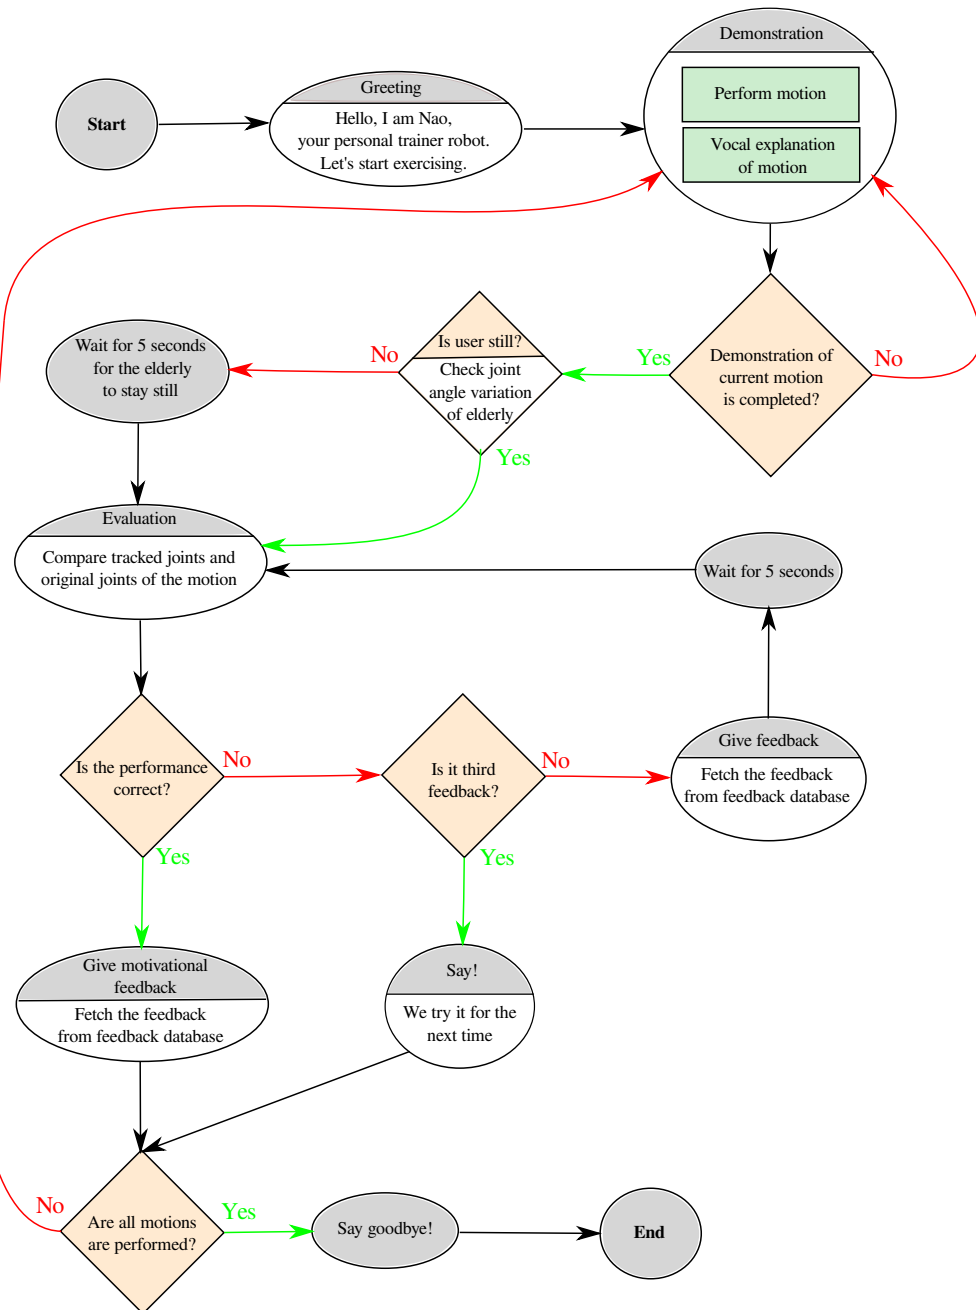 Start
Greeting
Hello, I am Nao,
your personal trainer robot.
Let's start exercising.
Demonstration
Perform motion
Vocal explanation
of motion
Demonstration of
current motion
is completed?
No
Yes
Is user still?
Check joint
angle variation
of elderly
No
Yes
Wait for 5 seconds
for the elderly
to stay still
Evaluation
Compare tracked joints and
original joints of the motion
Wait for 5 seconds
Is the performance
correct?
No
Yes
Is it third
feedback?
No
Yes
Give feedback
Fetch the feedback
from feedback database
Give motivational
feedback
Fetch the feedback
from feedback database
Say!
We try it for the
next time
Are all motions
are performed?
No
Yes
Say goodbye!
End